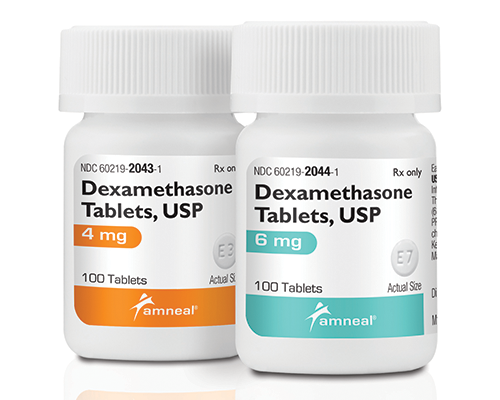 NDC 60219-2043-1
Rx only
Dexamethasone
Tablets, USP
4 mg
E3
100 Tablets
Actual Size
amneal®
NDC 60219-2044-1
Rx only
Dexamethasone
Tablets, USP
6 mg
E7
100 Tablets
Actual Size
amneal®